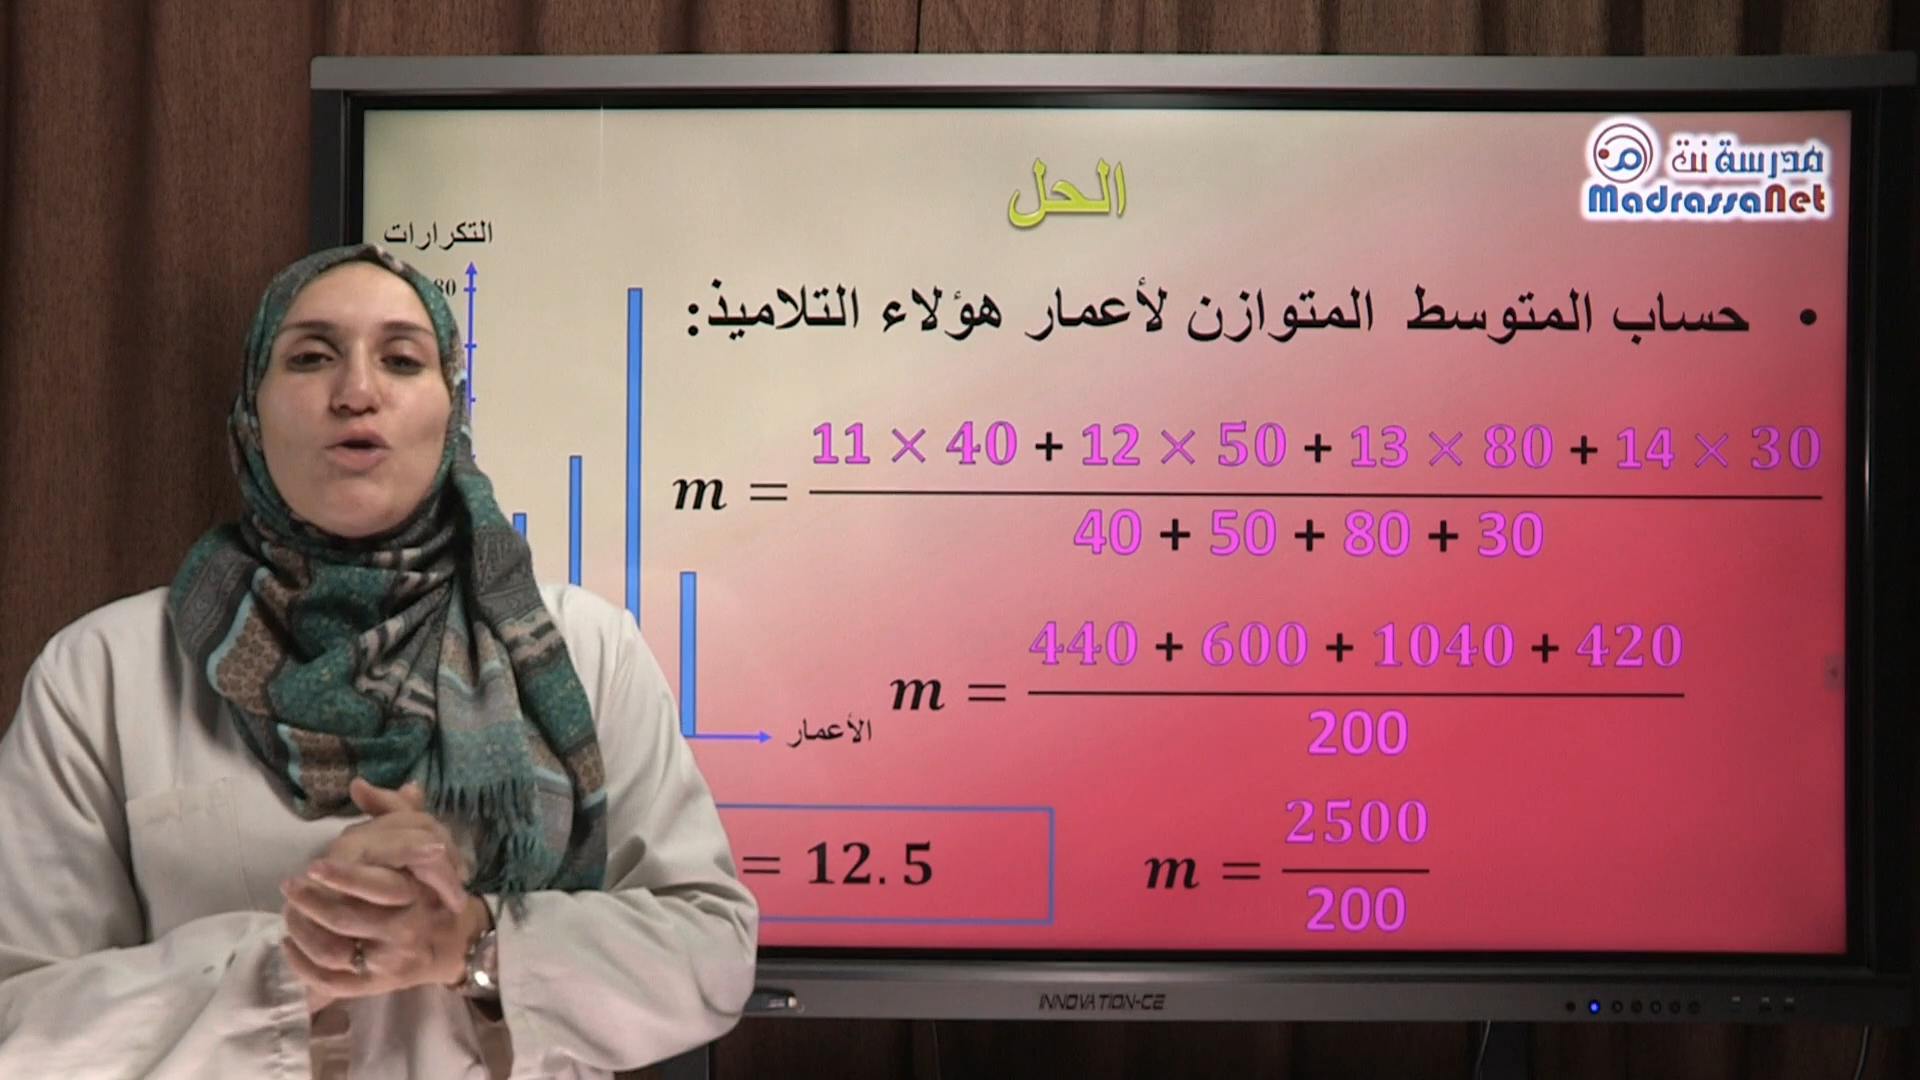 مدرسة نت
MadrassaNet
الحل
• حساب المتوسط المتوازن لأعمار هؤلاء التلاميذ:
التكرارات
80
m = (11 × 40 + 12 × 50 + 13 × 80 + 14 × 30) / (40 + 50 + 80 + 30)
m = (440 + 600 + 1040 + 420) / 200
الأعمار
m = 2500 / 200
= 12.5
INNOVATION-CE